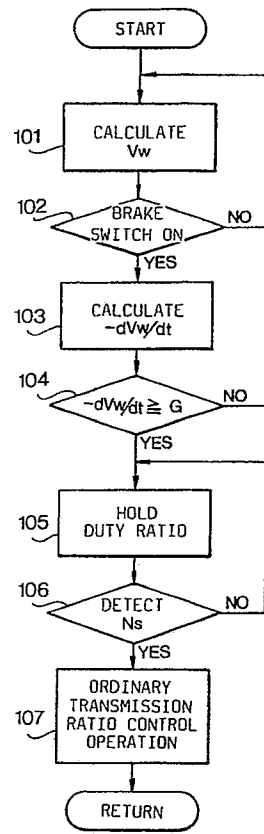 START
101
CALCULATE
Vw
102
BRAKE
SWITCH ON
NO
YES
103
CALCULATE
-dVw/dt
104
-dVw/dt ≧ G
NO
YES
105
HOLD
DUTY RATIO
106
DETECT
Ns
NO
YES
107
ORDINARY
TRANSMISSION
RATIO CONTROL
OPERATION
RETURN